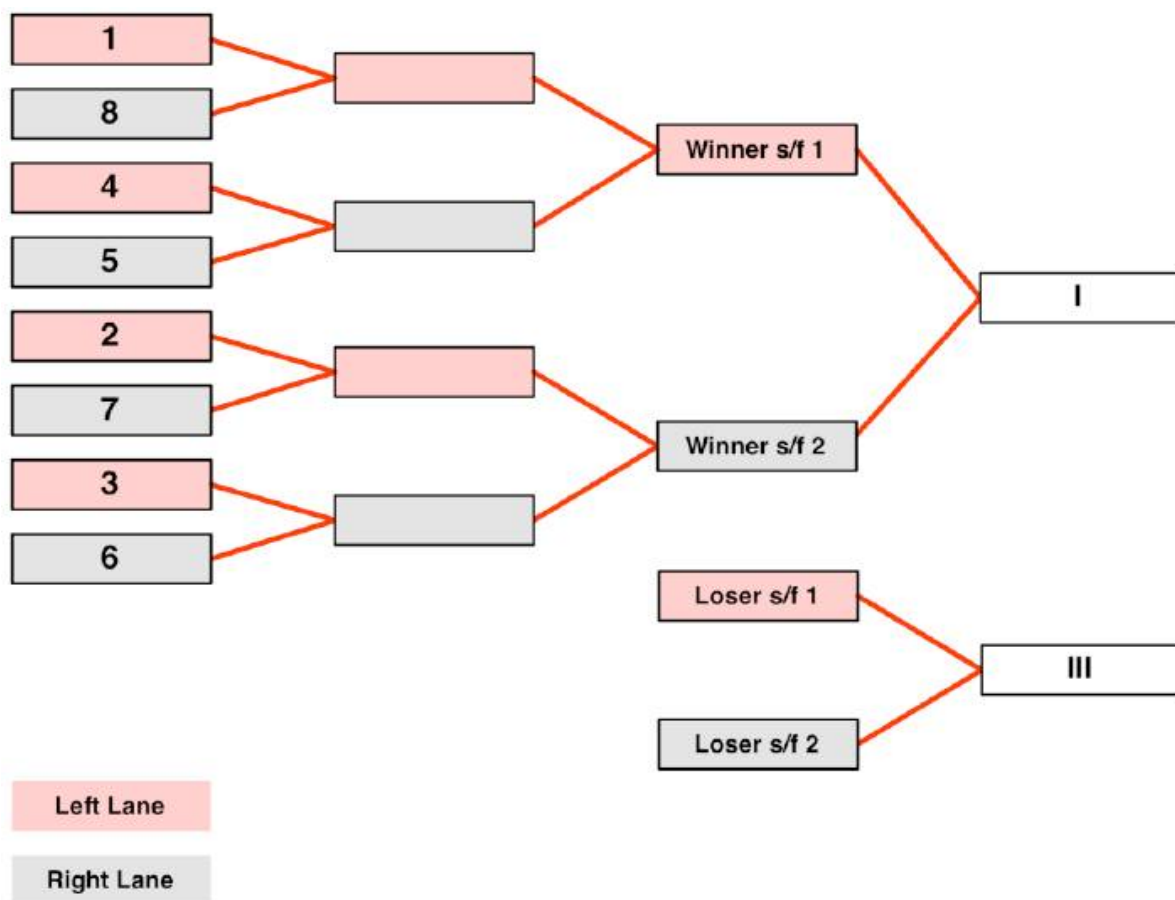 1
8
4
5
2
7
3
6
Winner s/f 1
Winner s/f 2
I
Loser s/f 1
Loser s/f 2
III
Left Lane
Right Lane